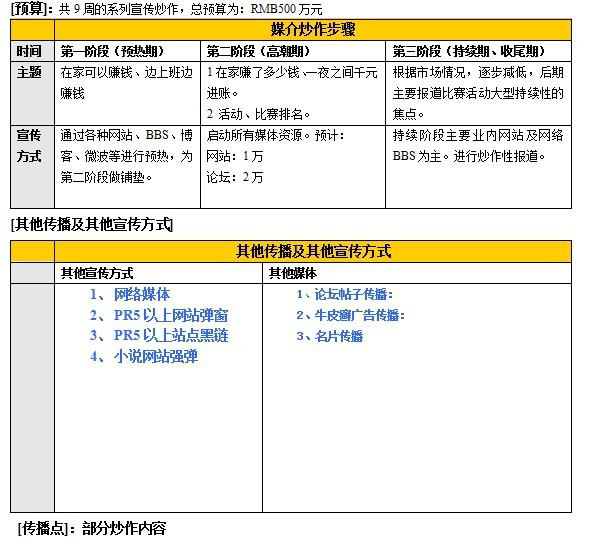 [预算]：共 9 周的系列宣传炒作，总预算为：RMB500 万元
媒介炒作步骤
时间 第一阶段（预热期） 第二阶段（高潮期） 第三阶段（持续期、收尾期）
主题
在家可以赚钱、边上班边
赚钱
1 在家赚了多少钱、一夜之间千元
进账。
2 活动、比赛排名。
根据市场情况，逐步减低，后期
主要报道比赛活动大型持续性的
焦点。
宣传
方式
通过各种网站、BBS、博
客、微波等进行预热，为
第二阶段做铺垫。
启动所有媒体资源。预计：
网站：1 万
论坛：2 万
持续阶段主要业内网站及网络
BBS 为主。进行炒作性报道。
[其他传播及其他宣传方式]
其他传播及其他宣传方式
其他宣传方式 其他媒体
1、 网络媒体
2、 PR5 以上网站弹窗
3、 PR5 以上站点黑链
4、 小说网站强弹
1、论坛帖子传播：
2、牛皮癣广告传播：
3、名片传播
[传播点]：部分炒作内容